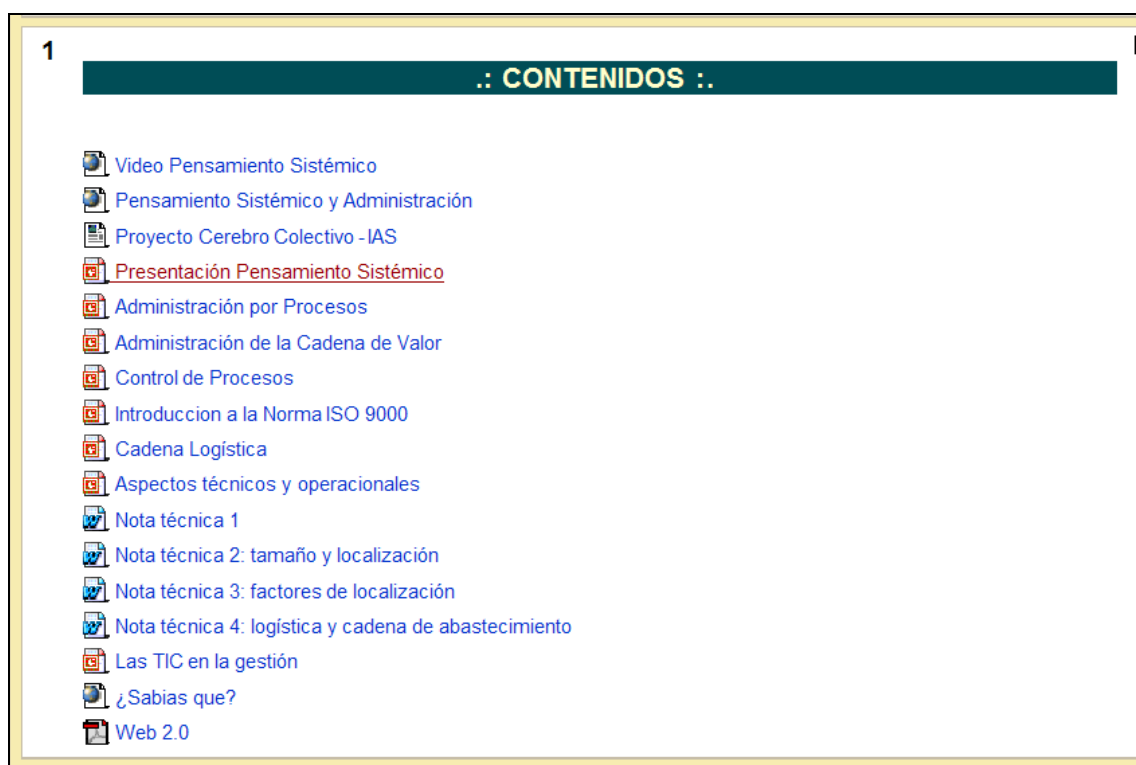 1
.: CONTENIDOS :.
Video Pensamiento Sistémico
Pensamiento Sistémico y Administración
Proyecto Cerebro Colectivo - IAS
Presentación Pensamiento Sistémico
Administración por Procesos
Administración de la Cadena de Valor
Control de Procesos
Introduccion a la Norma ISO 9000
Cadena Logística
Aspectos técnicos y operacionales
Nota técnica 1
Nota técnica 2: tamaño y localización
Nota técnica 3: factores de localización
Nota técnica 4: logística y cadena de abastecimiento
Las TIC en la gestión
¿Sabias que?
Web 2.0